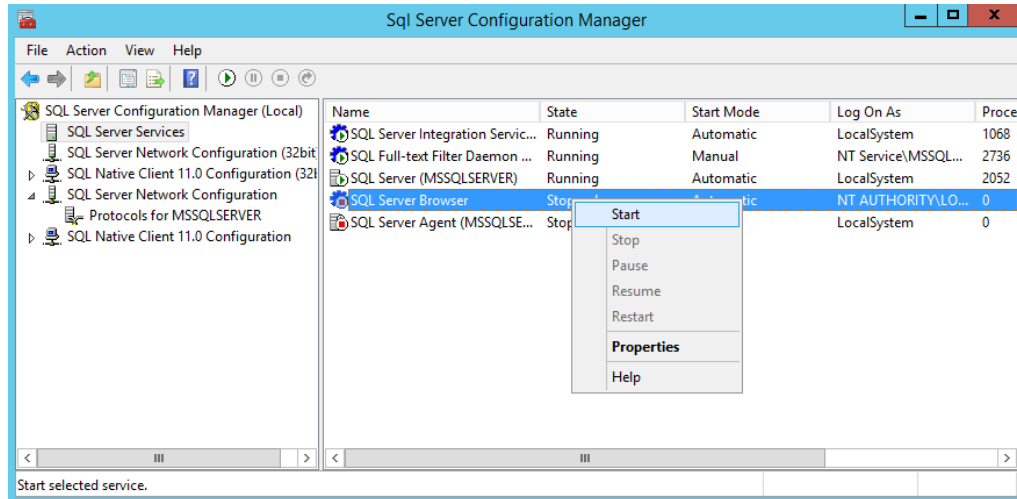 Sql Server Configuration Manager
File Action View Help
SQL Server Configuration Manager (Local)
SQL Server Services
SQL Server Network Configuration (32bit
SQL Native Client 11.0 Configuration (32
SQL Server Network Configuration
Protocols for MSSQLSERVER
SQL Native Client 11.0 Configuration
Name State Start Mode Log On As Proce
SQL Server Integration Servic... Running Automatic LocalSystem 1068
SQL Full-text Filter Daemon ... Running Manual NT Service\MSSQL... 2736
SQL Server (MSSQLSERVER) Running Automatic LocalSystem 2052
SQL Server Browser NT AUTHORITY\LO... 0
SQL Server Agent (MSSQLSE... Stop LocalSystem 0
Start
Stop
Pause
Resume
Restart
Properties
Help
Start selected service.